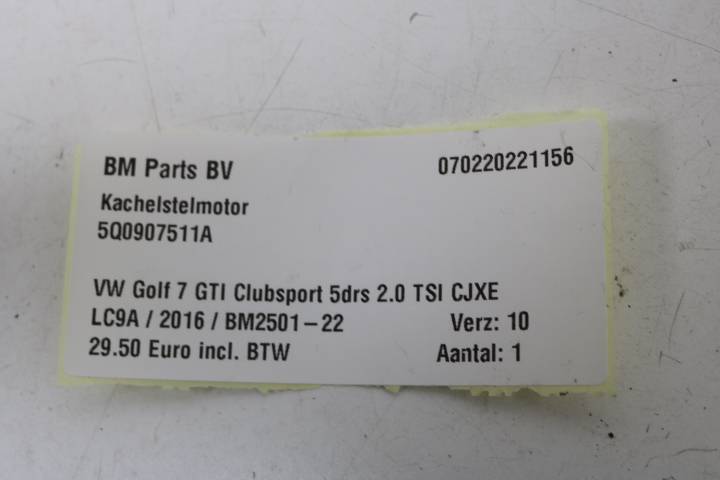 BM Parts BV 070220221156
Kachelstelmotor
5Q0907511A
VW Golf 7 GTI Clubsport 5drs 2.0 TSI CJXE
LC9A / 2016 / BM2501-22 Verz: 10
29.50 Euro incl. BTW Aantal: 1